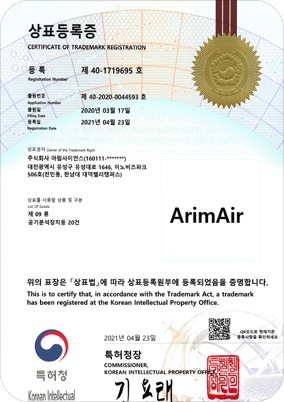 상표등록증
CERTIFICATE OF TRADEMARK REGISTRATION
등 록 제 40-1719695 호
Registration Number
출원번호 제 40-2020-0044593 호
Application Number
출원일 2020년 03월 17일
Filing Date
등록일 2021년 04월 23일
Registration Date
상표권자 Owner of the Trademark Right
주식회사 아림사이언스(160111-*******)
대전광역시 유성구 유성대로 1646, 이노비즈파크
506호(전민동, 한남대 대덕밸리캠퍼스)
상표를 사용할 상품 및 구분
List Of Goods
제 09 류
공기분석장치등 20건
ArimAir
위의 표장은 「상표법」에 따라 상표등록원부에 등록되었음을 증명합니다.
This is to certify that, in accordance with the Trademark Act, a trademark
has been registered at the Korean Intellectual Property Office.
QR코드로 현재기준
등록사항을 확인하세요
2021년 04월 23일
특허청
Korean Intellectual
특허청장
COMMISSIONER,
KOREAN INTELLECTUAL PROPERTY OFFICE